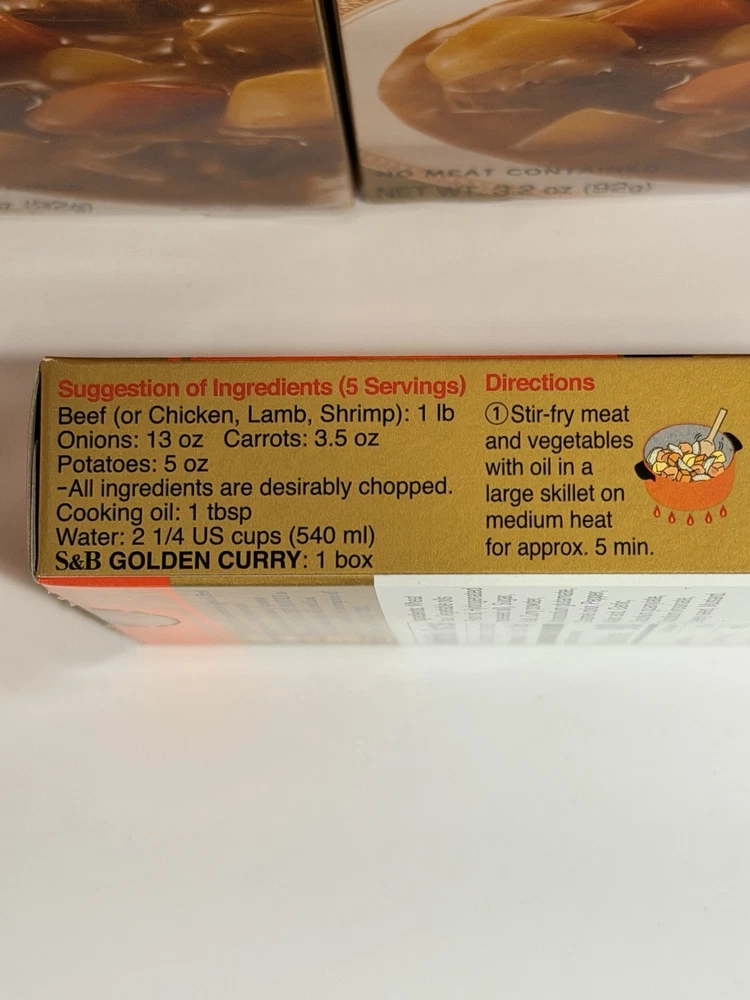 NO MEAT CONTAINED
NET WT. 3.2 oz (92g)
Suggestion of Ingredients (5 Servings)
Beef (or Chicken, Lamb, Shrimp): 1 lb
Onions: 13 oz Carrots: 3.5 oz
Potatoes: 5 oz
-All ingredients are desirably chopped.
Cooking oil: 1 tbsp
Water: 2 1/4 US cups (540 ml)
S&B GOLDEN CURRY: 1 box
Directions
①Stir-fry meat
and vegetables
with oil in a
large skillet on
medium heat
for approx. 5 min.